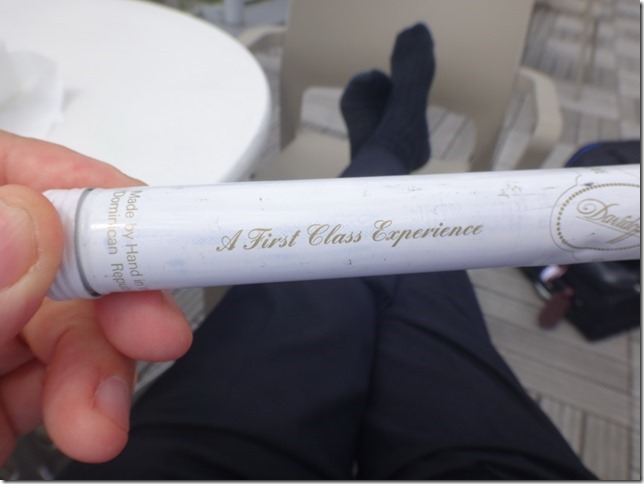 Made by Hand in
Dominican
A First Class Experience